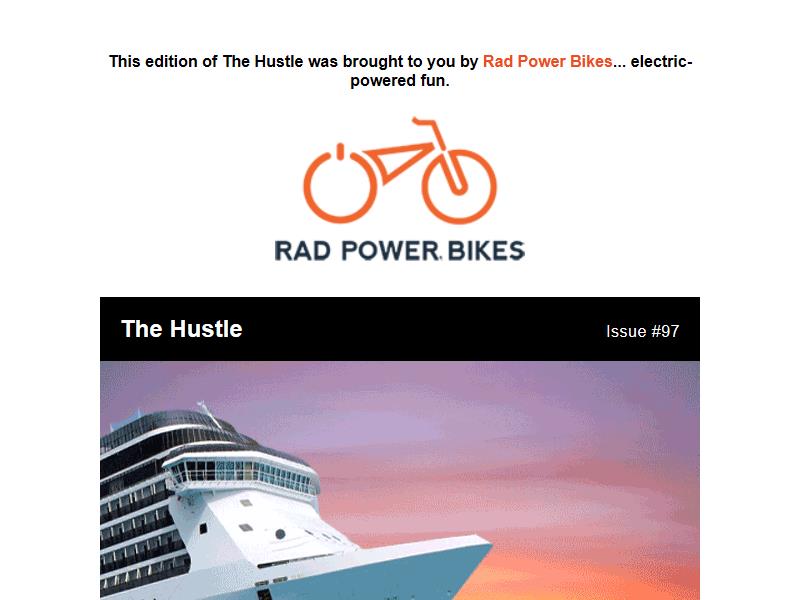 This edition of The Hustle was brought to you by Rad Power Bikes... electric-
powered fun.
RAD POWER BIKES
The Hustle
Issue #97